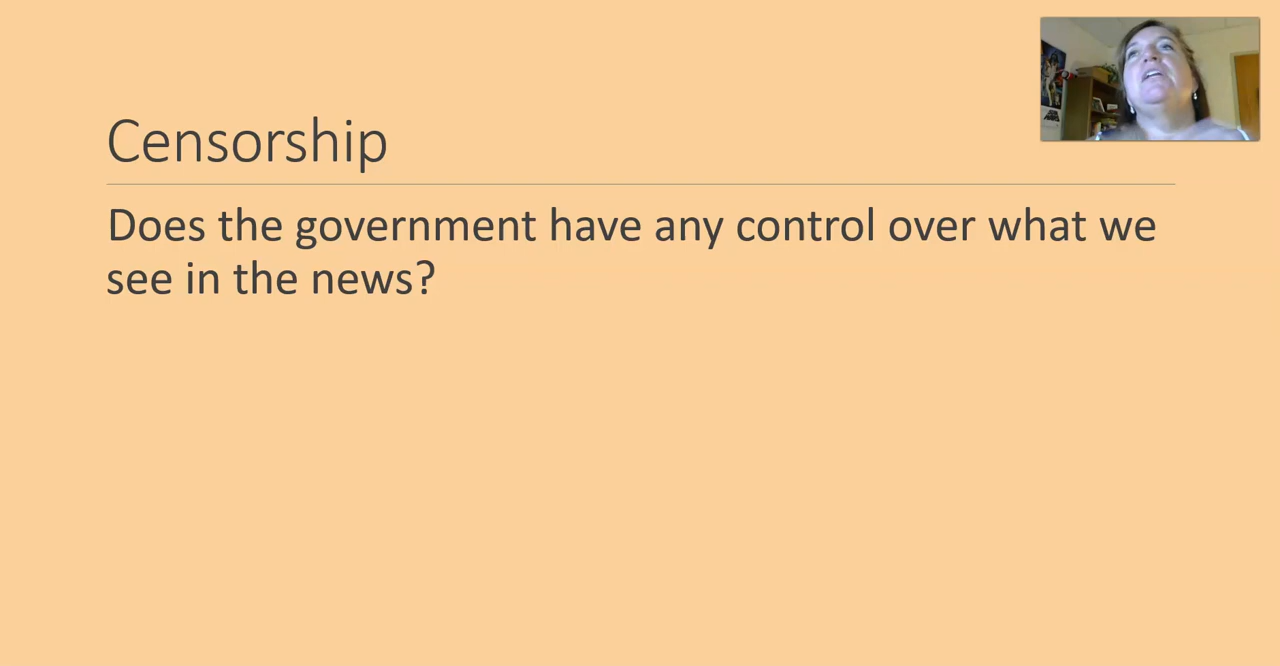 Censorship
Does the government have any control over what we
see in the news?